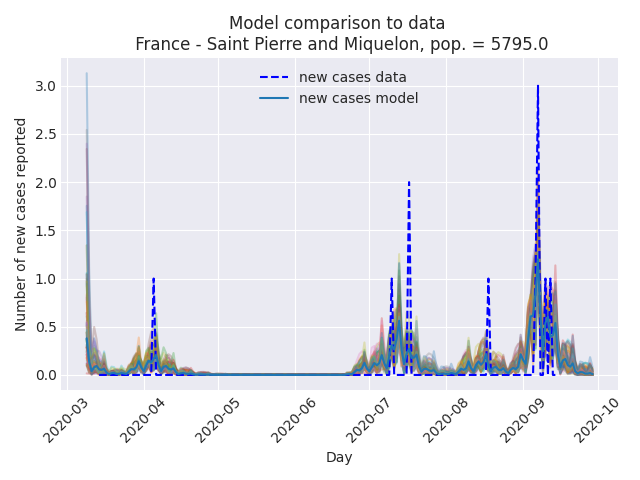 Model comparison to data
France - Saint Pierre and Miquelon, pop. = 5795.0
new cases data
new cases model
Number of new cases reported
3.0
2.5
2.0
1.5
1.0
0.5
0.0
2020-03
2020-04
2020-05
2020-06
2020-07
2020-08
2020-09
2020-10
Day